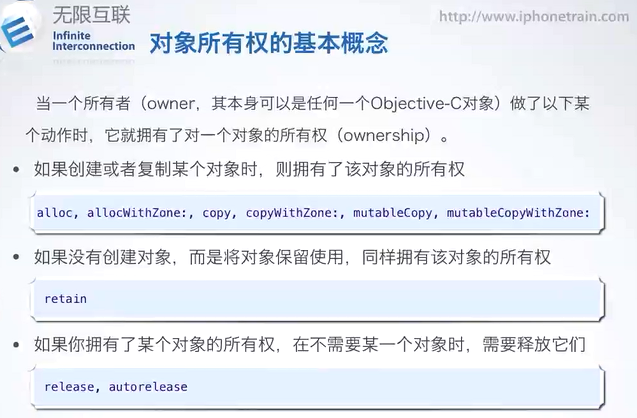 无限互联
Infinite
Interconnection
http://www.iphonetrain.com
对象所有权的基本概念
当一个所有者（owner，其本身可以是任何一个Objective-C对象）做了以下某
个动作时，它就拥有了对一个对象的所有权（ownership）。
• 如果创建或者复制某个对象时，则拥有了该对象的所有权
alloc, allocWithZone:, copy, copyWithZone:, mutableCopy, mutableCopyWithZone:
• 如果没有创建对象，而是将对象保留使用，同样拥有该对象的所有权
retain
• 如果你拥有了某个对象的所有权，在不需要某一个对象时，需要释放它们
release, autorelease